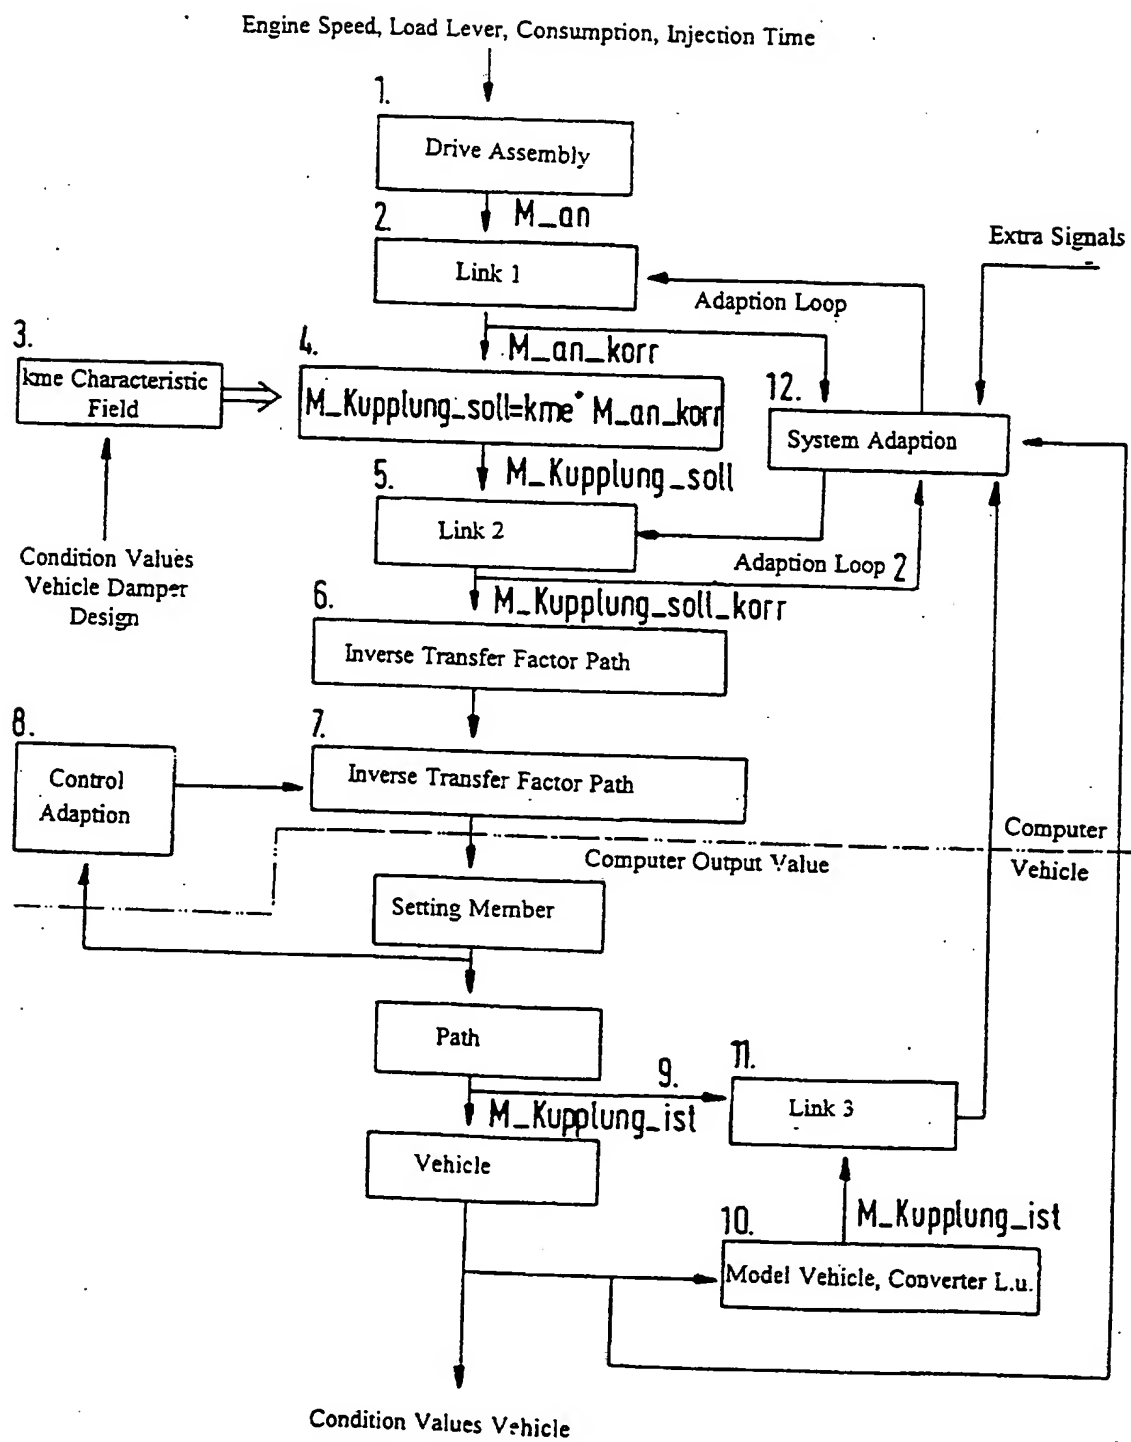 Engine Speed, Load Lever, Consumption, Injection Time
1.
Drive Assembly
M_an
2.
Link 1
Extra Signals
Adaption Loop
3.
kme Characteristic
Field
4.
M_an_korr
M_Kupplung_soll=kme* M_an_korr
12.
System Adaption
M_Kupplung_soll
5.
Link 2
Adaption Loop 2
Condition Values
Vehicle Damper
Design
M_Kupplung_soll_korr
6.
Inverse Transfer Factor Path
7.
Inverse Transfer Factor Path
8.
Control
Adaption
Computer
Computer Output Value
Vehicle
Setting Member
Path
9.
M_Kupplung_ist
11.
Link 3
Vehicle
M_Kupplung_ist
10.
Model Vehicle, Converter L.u.
Condition Values Vehicle